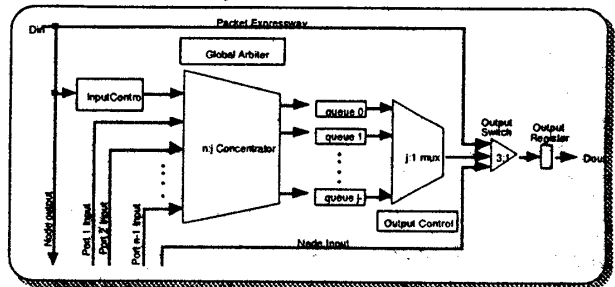 Din
Packet Expressway
Global Arbiter
InputContro
n:j Concentrator
queue 0
queue 1
queue j-
j:1 mux
Output Switch
3:1
Output Register
Dout
Output Control
Node Input
Node output
Port 1 Input
Port 2 Input
Port n-1 Input